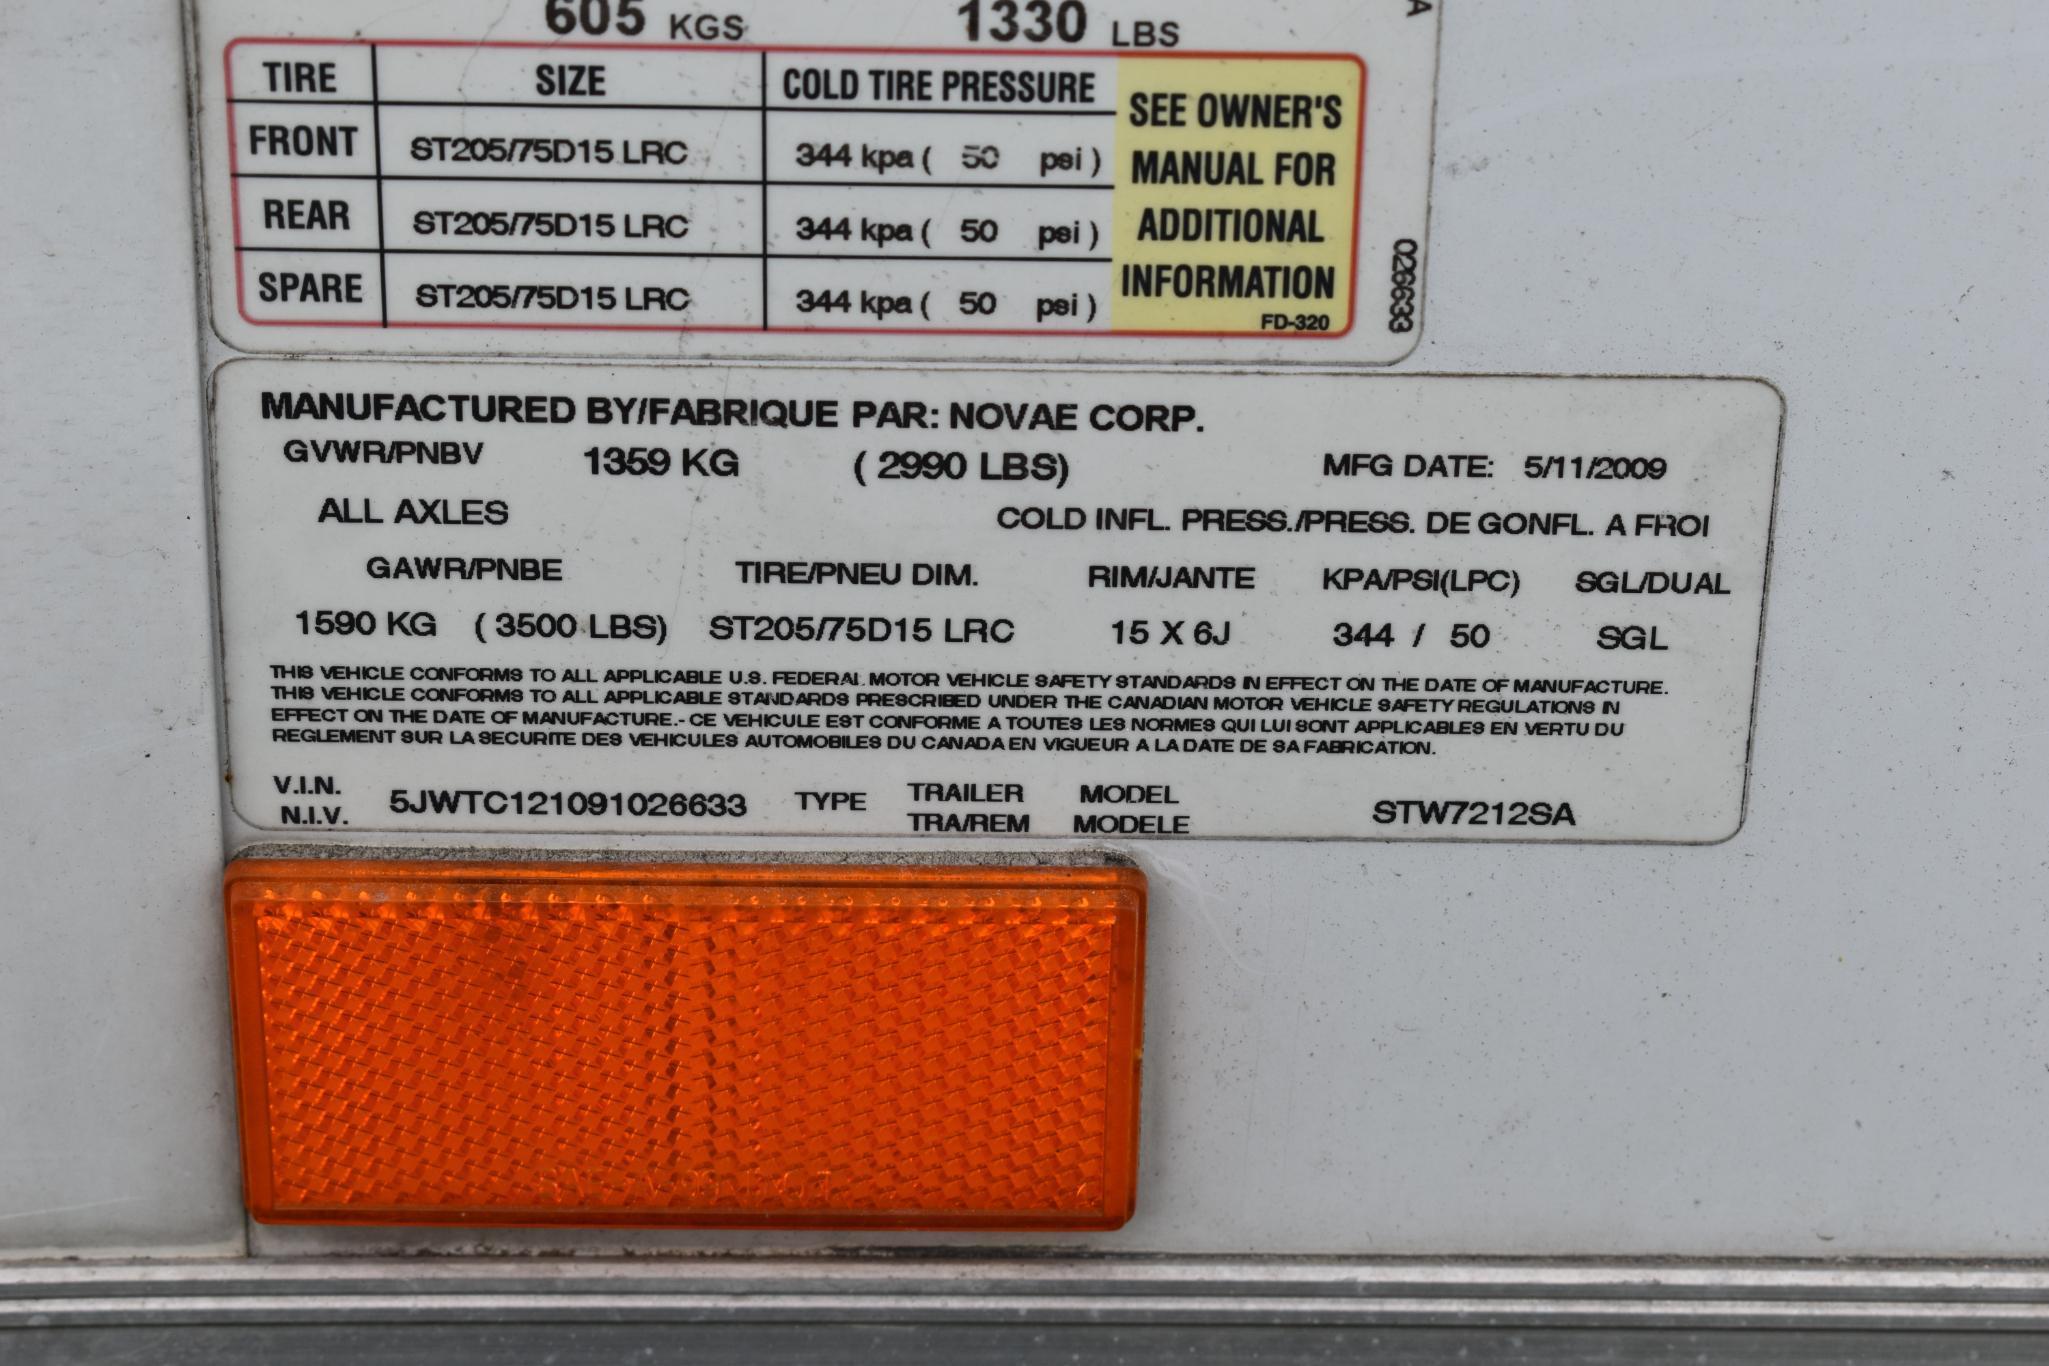 605 KGS 1330 LBS
TIRE SIZE COLD TIRE PRESSURE
FRONT ST205/75D15 LRC 344 kpa ( 50 psi )
REAR ST205/75D15 LRC 344 kpa ( 50 psi )
SPARE ST205/75D15 LRC 344 kpa ( 50 psi )
SEE OWNER'S
MANUAL FOR
ADDITIONAL
INFORMATION
FD-320
026633
MANUFACTURED BY/FABRIQUE PAR: NOVAE CORP.
GVWR/PNBV 1359 KG ( 2990 LBS) MFG DATE: 5/11/2009
ALL AXLES COLD INFL. PRESS./PRESS. DE GONFL. A FROI
GAWR/PNBE TIRE/PNEU DIM. RIM/JANTE KPA/PSI(LPC) SGL/DUAL
1590 KG ( 3500 LBS) ST205/75D15 LRC 15 X 6J 344 / 50 SGL
THIS VEHICLE CONFORMS TO ALL APPLICABLE U.S. FEDERAL MOTOR VEHICLE SAFETY STANDARDS IN EFFECT ON THE DATE OF MANUFACTURE.
THIS VEHICLE CONFORMS TO ALL APPLICABLE STANDARDS PRESCRIBED UNDER THE CANADIAN MOTOR VEHICLE SAFETY REGULATIONS IN
EFFECT ON THE DATE OF MANUFACTURE.- CE VEHICULE EST CONFORME A TOUTES LES NORMES QUI LUI SONT APPLICABLES EN VERTU DU
REGLEMENT SUR LA SECURITE DES VEHICULES AUTOMOBILES DU CANADA EN VIGUEUR A LA DATE DE SA FABRICATION.
V.I.N. 5JWTC121091026633 TYPE TRAILER MODEL STW7212SA
N.I.V. TRA/REM MODELE